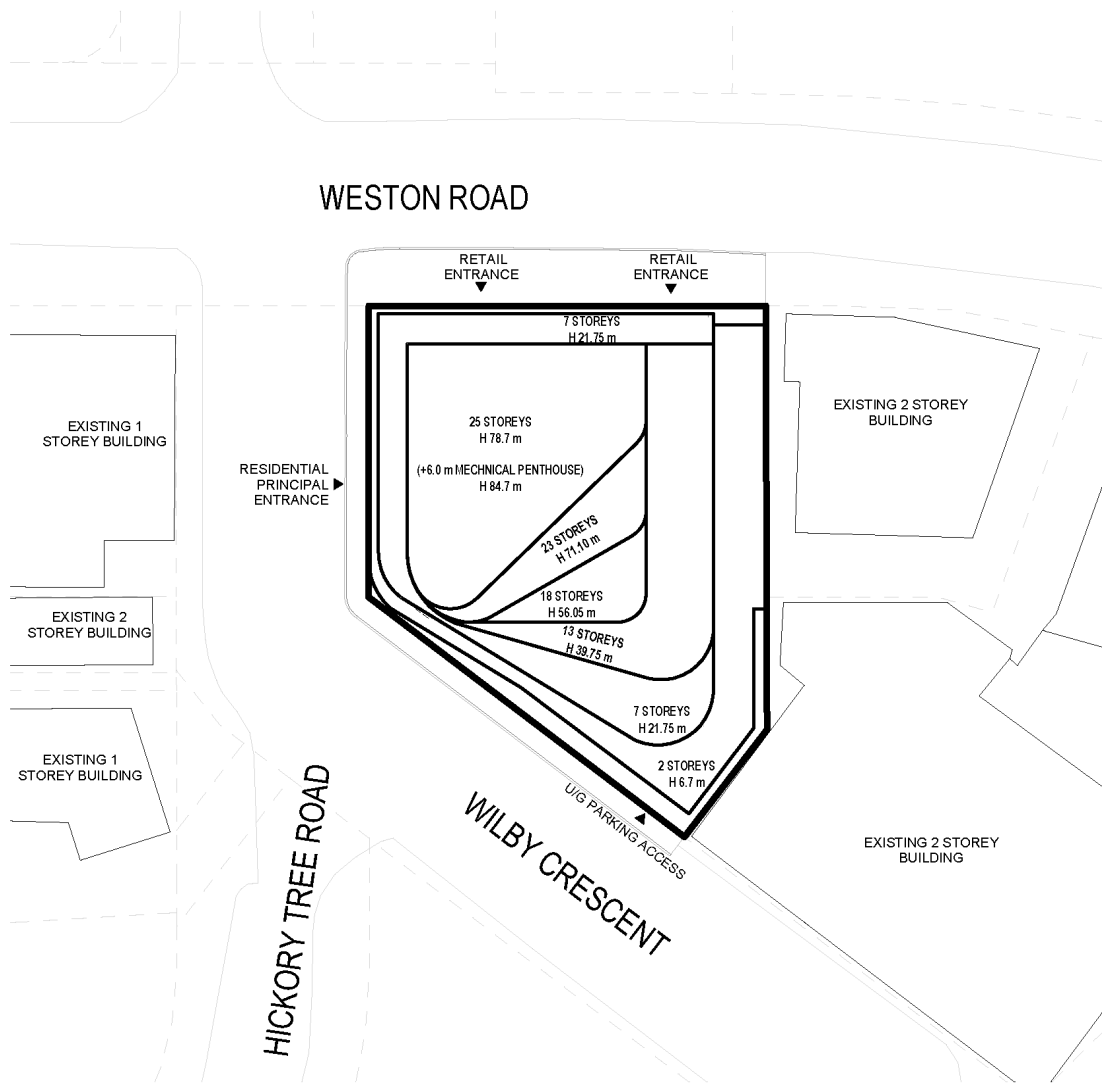 WESTON ROAD
RETAIL
ENTRANCE
RETAIL
ENTRANCE
7 STOREYS
H 21.75 m
EXISTING 1
STOREY BUILDING
25 STOREYS
H 78.7 m
(+6.0 m MECHNICAL PENTHOUSE)
H 84.7 m
EXISTING 2 STOREY
BUILDING
RESIDENTIAL
PRINCIPAL
ENTRANCE
23 STOREYS
H 71.10 m
18 STOREYS
H 56.05 m
13 STOREYS
H 39.75 m
EXISTING 2
STOREY BUILDING
7 STOREYS
H 21.75 m
2 STOREYS
H 6.7 m
EXISTING 1
STOREY BUILDING
U/G PARKING ACCESS
HICKORY TREE ROAD
WILBY CRESCENT
EXISTING 2 STOREY
BUILDING